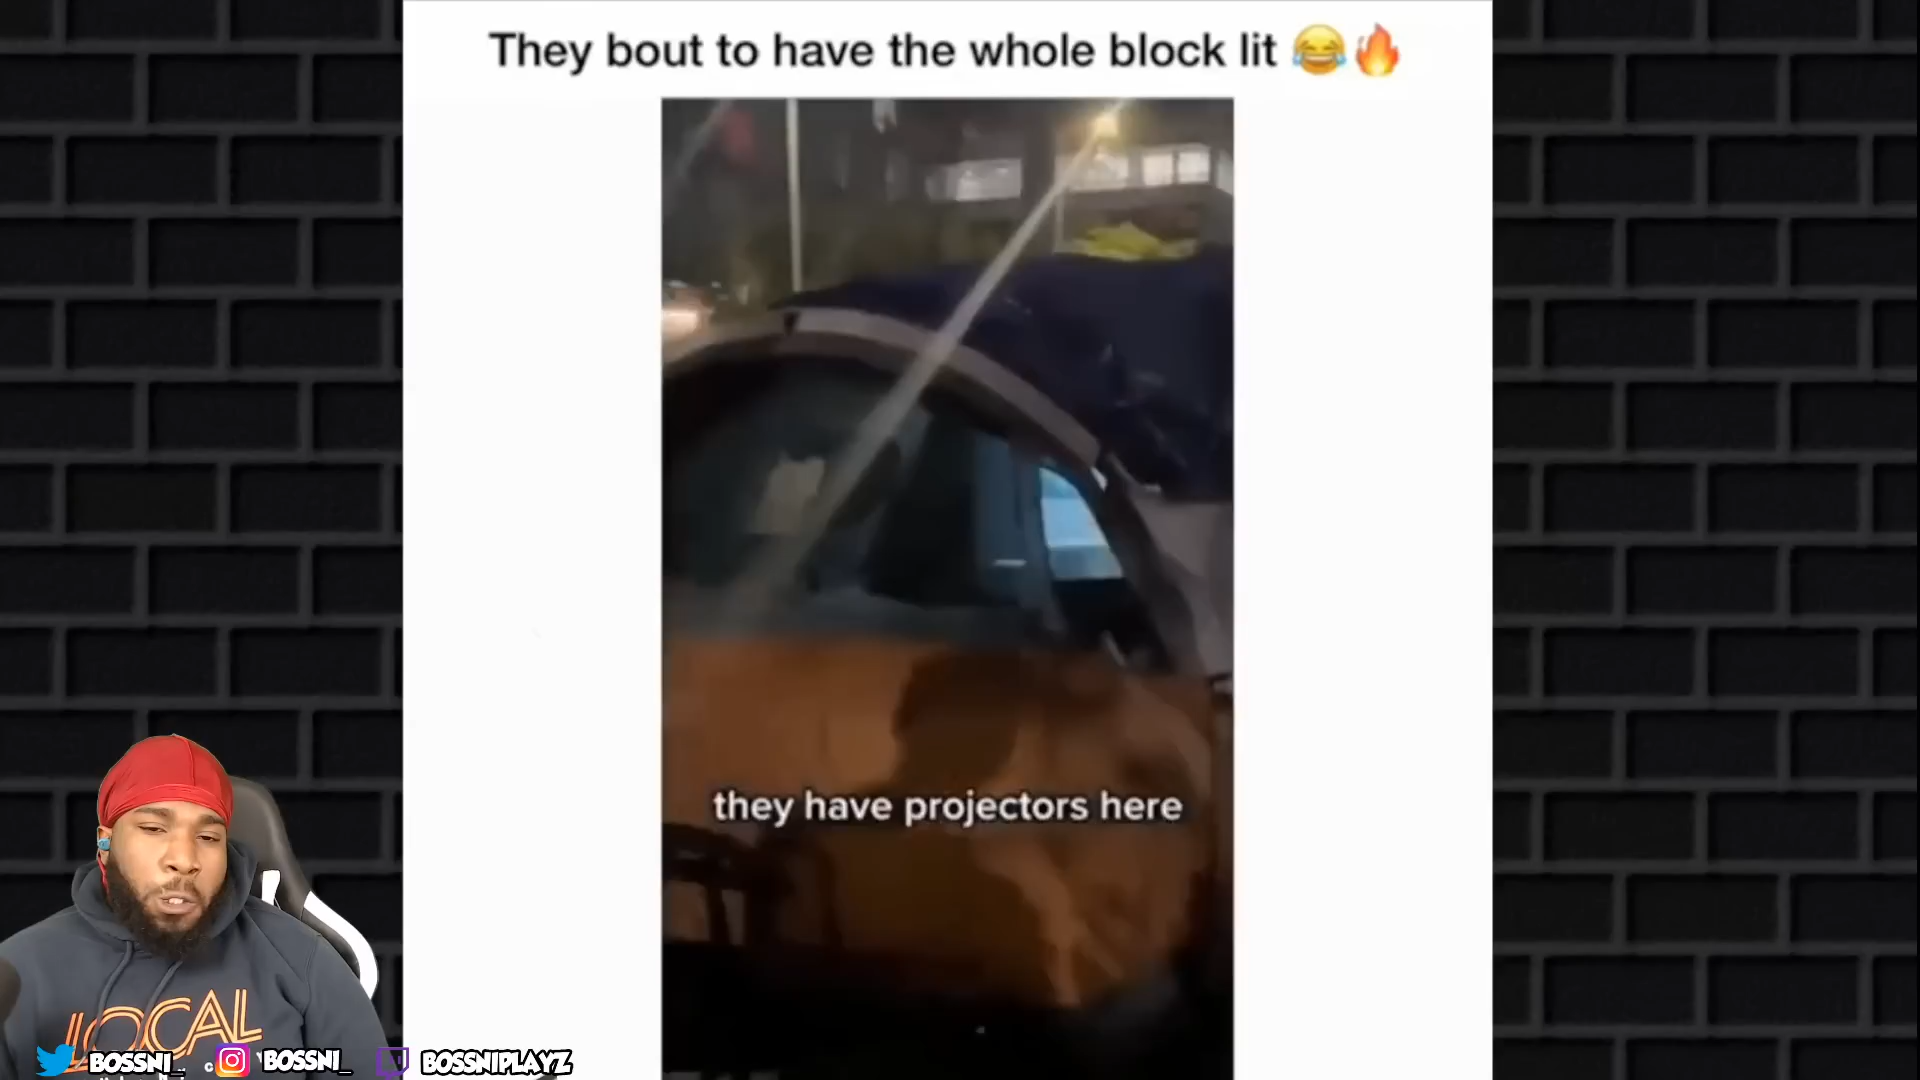 They bout to have the whole block lit 😂🔥
they have projectors here
LOCAL
BOSSNI_
BOSSNI_
BOSSNIPLAYZ